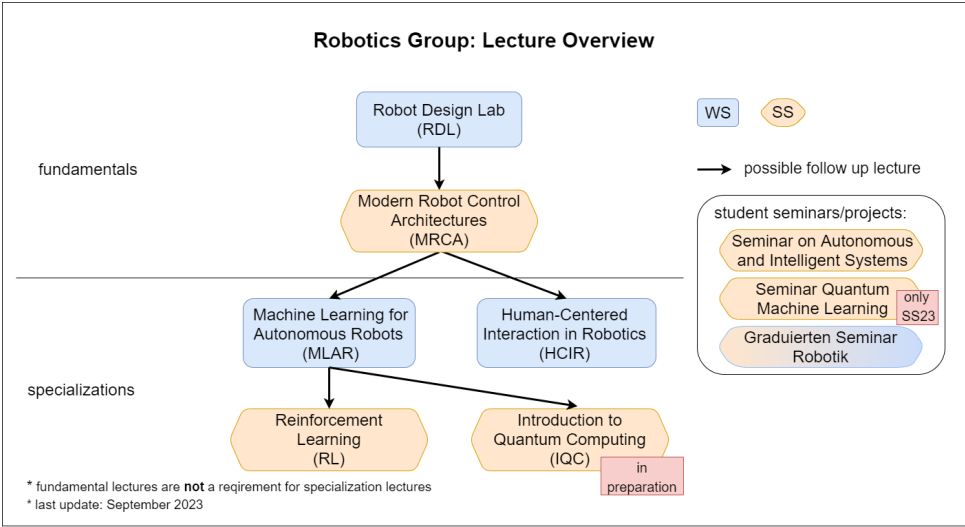 Robotics Group: Lecture Overview
Robot Design Lab
(RDL)
WS
SS
fundamentals
possible follow up lecture
Modern Robot Control
Architectures
(MRCA)
student seminars/projects:
Seminar on Autonomous
and Intelligent Systems
Seminar Quantum
Machine Learning
only
SS23
Graduierten Seminar
Robotik
Machine Learning for
Autonomous Robots
(MLAR)
Human-Centered
Interaction in Robotics
(HCIR)
specializations
Reinforcement
Learning
(RL)
Introduction to
Quantum Computing
(IQC)
in
preparation
* fundamental lectures are not a reqirement for specialization lectures
* last update: September 2023